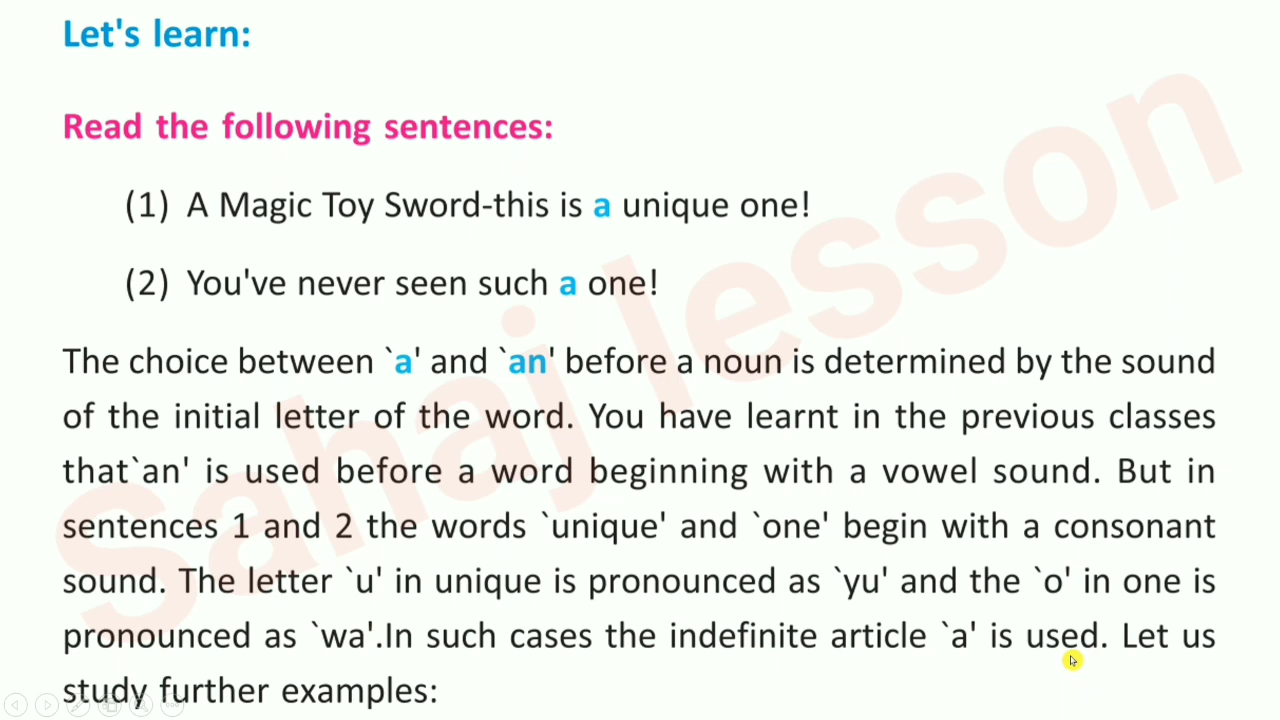 Let's learn:
Read the following sentences:
(1) A Magic Toy Sword-this is a unique one!
(2) You've never seen such a one!
The choice between `a' and `an' before a noun is determined by the sound
of the initial letter of the word. You have learnt in the previous classes
that`an' is used before a word beginning with a vowel sound. But in
sentences 1 and 2 the words `unique' and `one' begin with a consonant
sound. The letter `u' in unique is pronounced as `yu' and the `o' in one is
pronounced as `wa'.In such cases the indefinite article `a' is used. Let us
study further examples:
Sahaj lesson